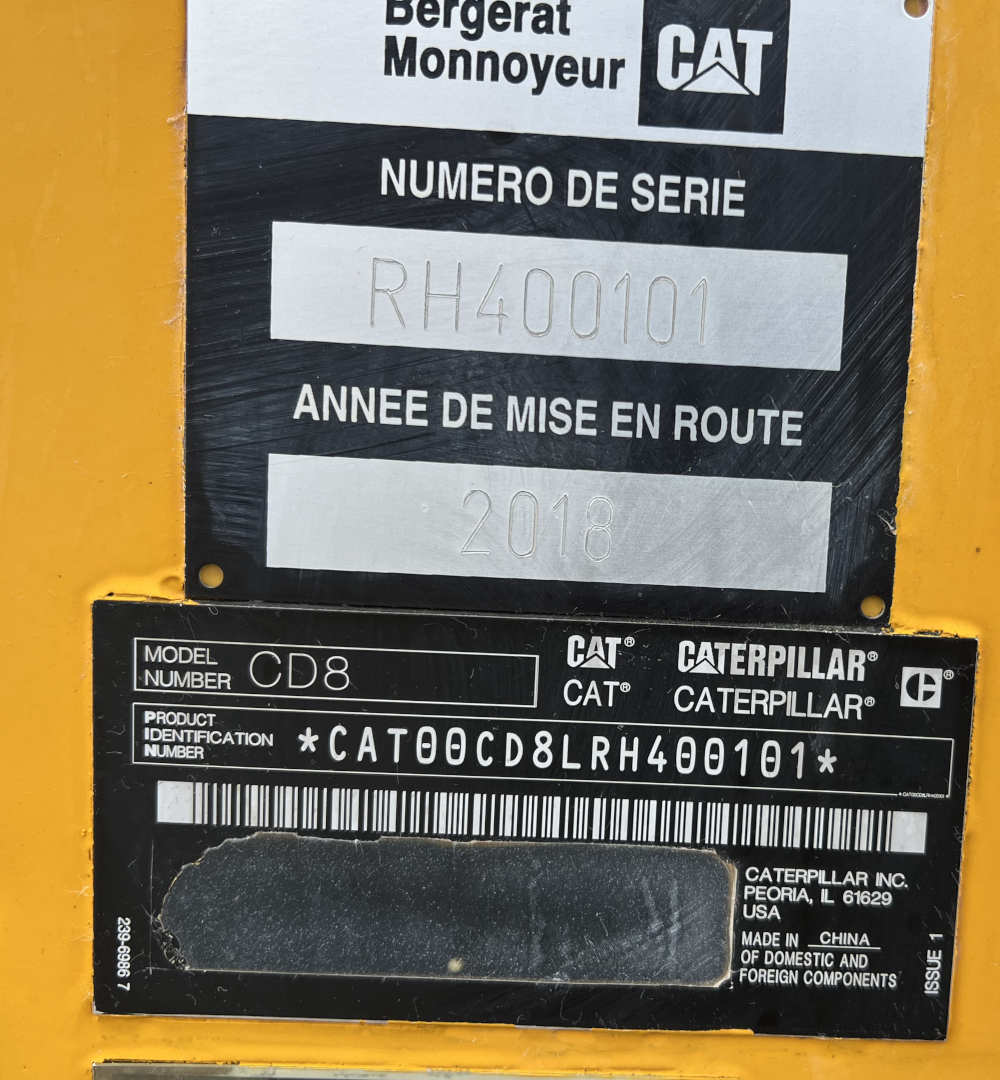 Bergerat
Monnoyeur
CAT
NUMERO DE SERIE
RH400101
ANNEE DE MISE EN ROUTE
2018
MODEL
NUMBER CD8
CAT® CATERPILLAR®
CAT® CATERPILLAR®
C®
PRODUCT
IDENTIFICATION
NUMBER
*CAT00CD8LRH400101*
*CAT00CD8LRH400101*
CATERPILLAR INC.
PEORIA, IL 61629
USA
MADE IN CHINA
OF DOMESTIC AND
FOREIGN COMPONENTS
239-6986 7
ISSUE 1